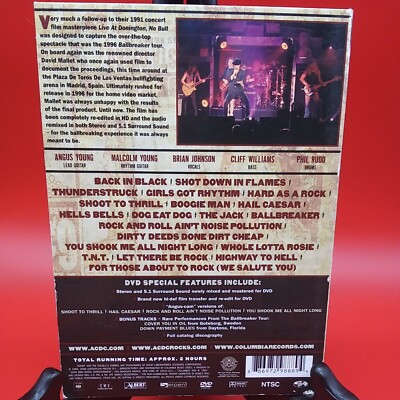 Very much a follow-up to their 1991 concert
film masterpiece Live At Donington, No Bull
was designed to capture the over-the-top
spectacle that was the 1996 Ballbreaker tour.
On board again was the renowned director
David Mallet who once again used film to
document the proceedings, this time around at
the Plaza De Toros De Las Ventas bullfighting
arena in Madrid, Spain. Ultimately rushed for
release in 1996 for the home video market,
Mallet was always unhappy with the results
of the final product. Until now. The film has
been completely re-edited in HD and the audio
remixed in both Stereo and 5.1 Surround Sound
– for the ballbreaking experience it was always
meant to be.
ANGUS YOUNG MALCOLM YOUNG BRIAN JOHNSON CLIFF WILLIAMS PHIL RUDD
LEAD GUITAR RHYTHM GUITAR VOCALS BASS DRUMS
BACK IN BLACK | SHOT DOWN IN FLAMES
THUNDERSTRUCK | GIRLS GOT RHYTHM | HARD AS A ROCK
SHOOT TO THRILL | BOOGIE MAN | HAIL CAESAR
HELLS BELLS | DOG EAT DOG | THE JACK | BALLBREAKER
ROCK AND ROLL AIN'T NOISE POLLUTION
DIRTY DEEDS DONE DIRT CHEAP
YOU SHOOK ME ALL NIGHT LONG | WHOLE LOTTA ROSIE
T.N.T. | LET THERE BE ROCK | HIGHWAY TO HELL
FOR THOSE ABOUT TO ROCK (WE SALUTE YOU)
DVD SPECIAL FEATURES INCLUDE:
Stereo and 5.1 Surround Sound newly mixed and mastered for DVD
Brand new hi-def film transfer and re-edit for DVD
"Angus-cam" versions of:
SHOOT TO THRILL | HAIL CAESAR | ROCK AND ROLL AIN'T NOISE POLLUTION | YOU SHOOK ME ALL NIGHT LONG
BONUS TRACKS - Rare Performances From The Ballbreaker Tour:
COVER YOU IN OIL from Goteborg, Sweden
DOWN PAYMENT BLUES from Daytona, Florida
Full catalog discography
WWW.ACDC.COM WWW.ACDCROCKS.COM WWW.COLUMBIARECORDS.COM
TOTAL RUNNING TIME: APPROX. 2 HOURS
ALBERT
DVD
NTSC